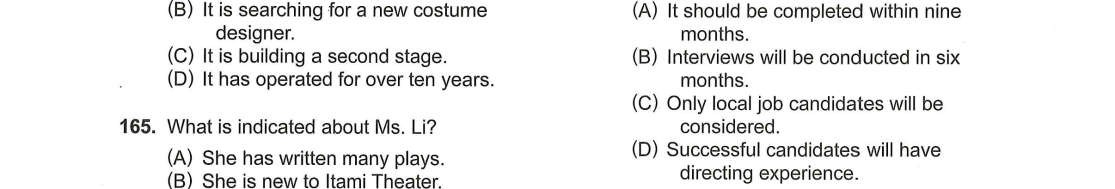 (B) It is searching for a new costume
designer.
(C) It is building a second stage.
(D) It has operated for over ten years.
165. What is indicated about Ms. Li?
(A) She has written many plays.
(B) She is new to Itami Theater.
(A) It should be completed within nine
months.
(B) Interviews will be conducted in six
months.
(C) Only local job candidates will be
considered.
(D) Successful candidates will have
directing experience.